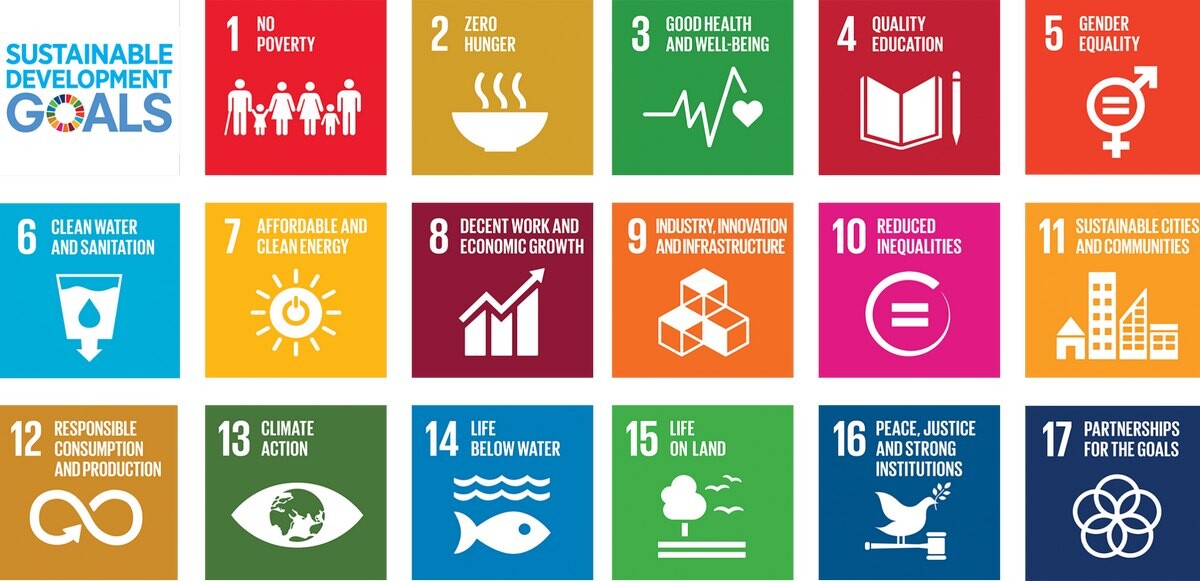 SUSTAINABLE
DEVELOPMENT
GOALS
1 NO
POVERTY
2 ZERO
HUNGER
3 GOOD HEALTH
AND WELL-BEING
4 QUALITY
EDUCATION
5 GENDER
EQUALITY
6 CLEAN WATER
AND SANITATION
7 AFFORDABLE AND
CLEAN ENERGY
8 DECENT WORK AND
ECONOMIC GROWTH
9 INDUSTRY, INNOVATION
AND INFRASTRUCTURE
10 REDUCED
INEQUALITIES
11 SUSTAINABLE CITIES
AND COMMUNITIES
12 RESPONSIBLE
CONSUMPTION
AND PRODUCTION
13 CLIMATE
ACTION
14 LIFE
BELOW WATER
15 LIFE
ON LAND
16 PEACE, JUSTICE
AND STRONG
INSTITUTIONS
17 PARTNERSHIPS
FOR THE GOALS